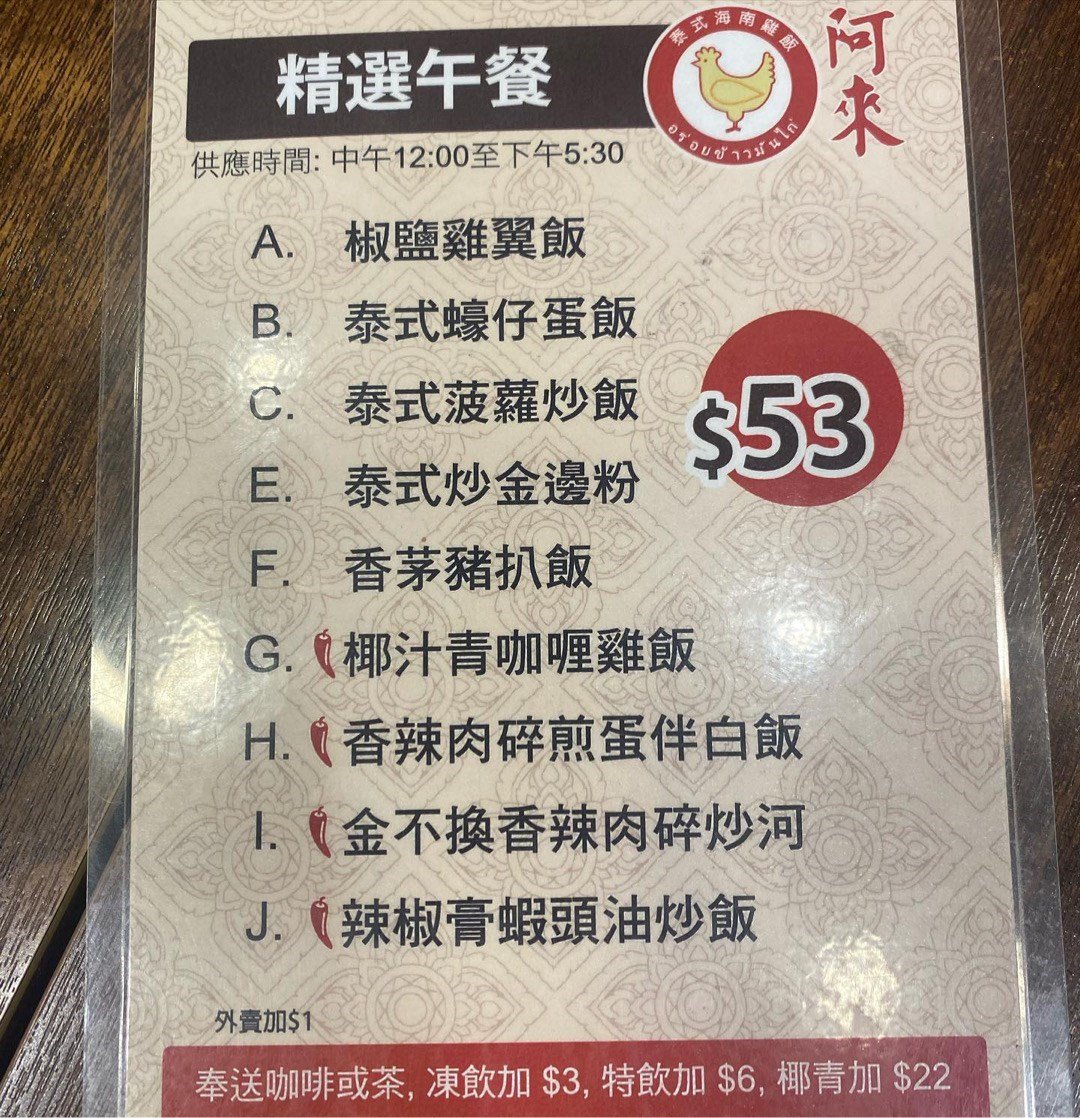 精選午餐
泰式海南雞飯
อร่อยข้าวมันไก่
阿來
供應時間: 中午12:00至下午5:30
A. 椒鹽雞翼飯
B. 泰式蠔仔蛋飯
C. 泰式菠蘿炒飯
$53
E. 泰式炒金邊粉
F. 香茅豬扒飯
G. 椰汁青咖喱雞飯
H. 香辣肉碎煎蛋伴白飯
I. 金不換香辣肉碎炒河
J. 辣椒膏蝦頭油炒飯
外賣加$1
奉送咖啡或茶, 凍飲加 $3, 特飲加 $6, 椰青加 $22